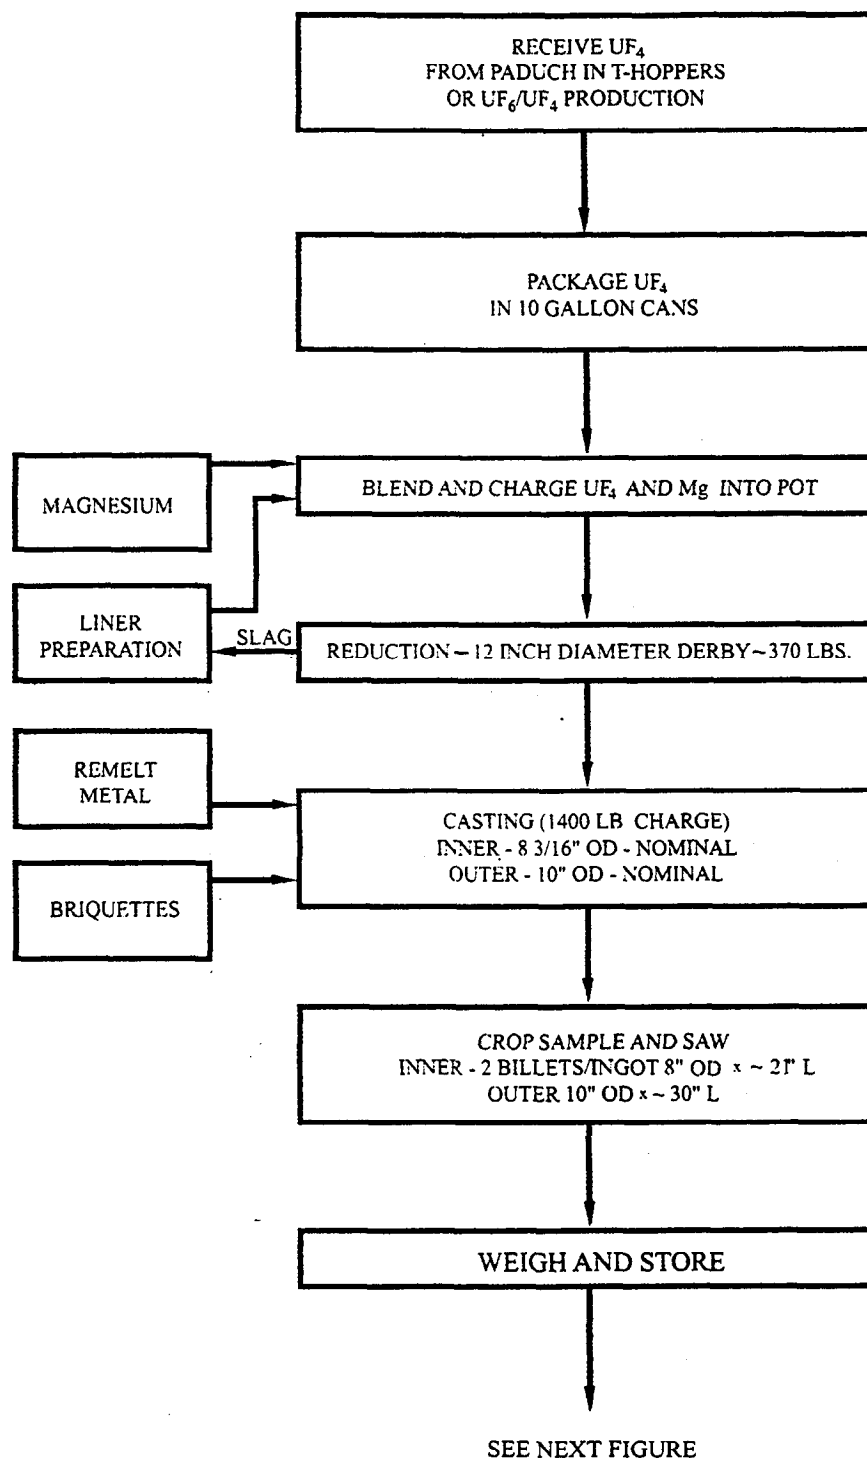 RECEIVE UF₄
FROM PADUCH IN T-HOPPERS
OR UF₆/UF₄ PRODUCTION
PACKAGE UF₄
IN 10 GALLON CANS
MAGNESIUM
BLEND AND CHARGE UF₄ AND Mg INTO POT
LINER
PREPARATION
SLAG
REDUCTION ~ 12 INCH DIAMETER DERBY ~ 370 LBS.
REMELT
METAL
BRIQUETTES
CASTING (1400 LB CHARGE)
INNER - 8 3/16" OD - NOMINAL
OUTER - 10" OD - NOMINAL
CROP SAMPLE AND SAW
INNER - 2 BILLETS/INGOT 8" OD x ~ 21" L
OUTER 10" OD x ~ 30" L
WEIGH AND STORE
SEE NEXT FIGURE